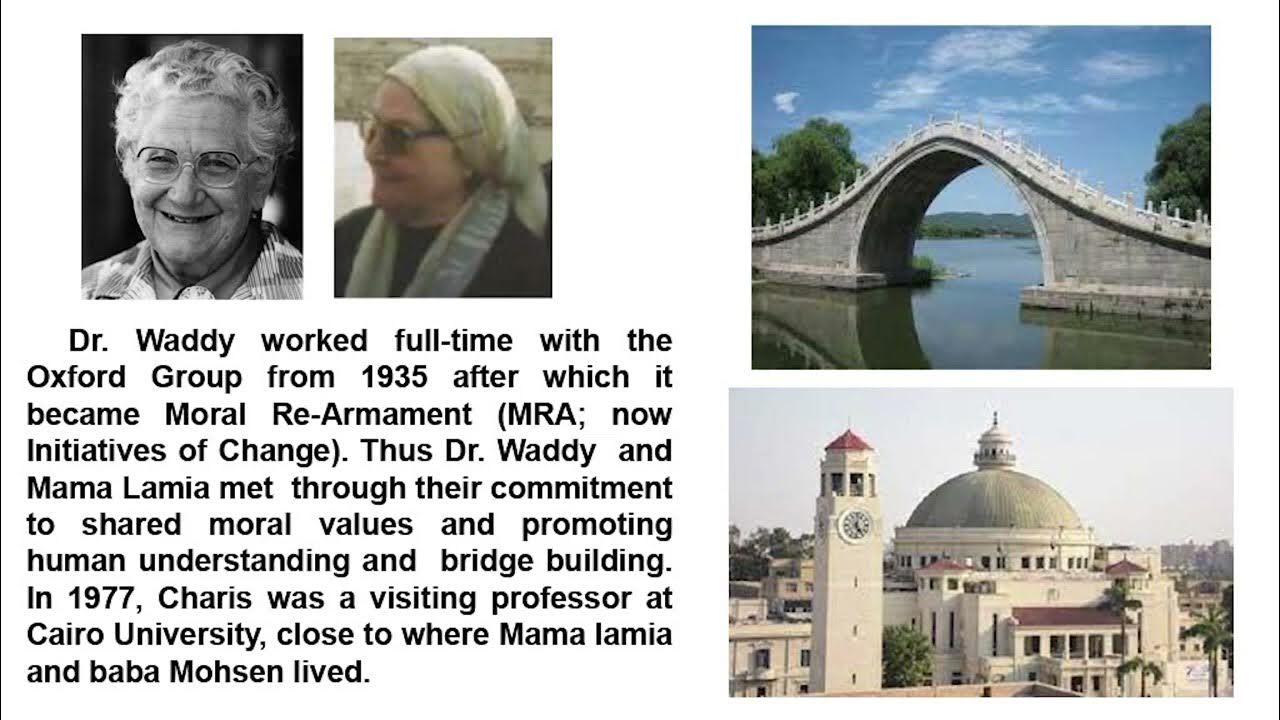 Dr. Waddy worked full-time with the
Oxford Group from 1935 after which it
became Moral Re-Armament (MRA; now
Initiatives of Change). Thus Dr. Waddy and
Mama Lamia met through their commitment
to shared moral values and promoting
human understanding and bridge building.
In 1977, Charis was a visiting professor at
Cairo University, close to where Mama lamia
and baba Mohsen lived.